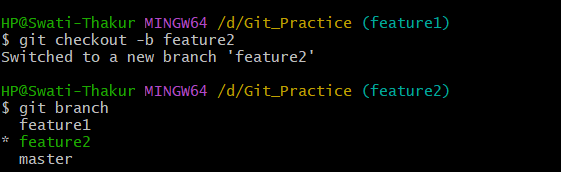 HP@Swati-Thakur MINGW64 /d/Git_Practice (feature1)
$ git checkout -b feature2
Switched to a new branch 'feature2'
HP@Swati-Thakur MINGW64 /d/Git_Practice (feature2)
$ git branch
  feature1
* feature2
  master